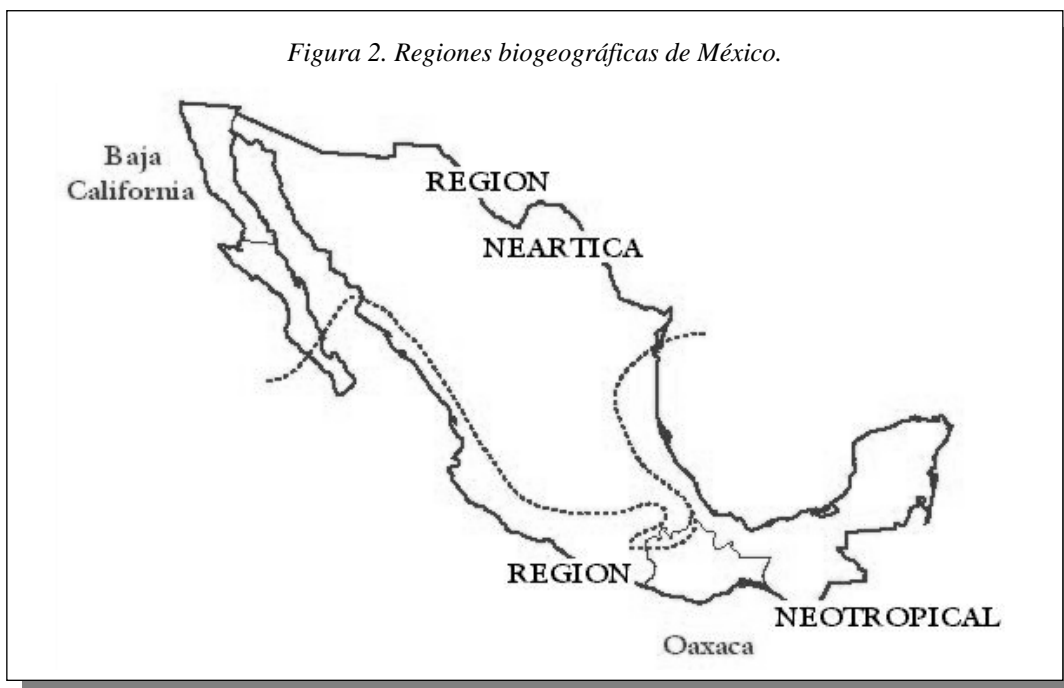 Figura 2. Regiones biogeográficas de México.
Baja
California
REGION
NEARTICA
REGION
NEOTROPICAL
Oaxaca